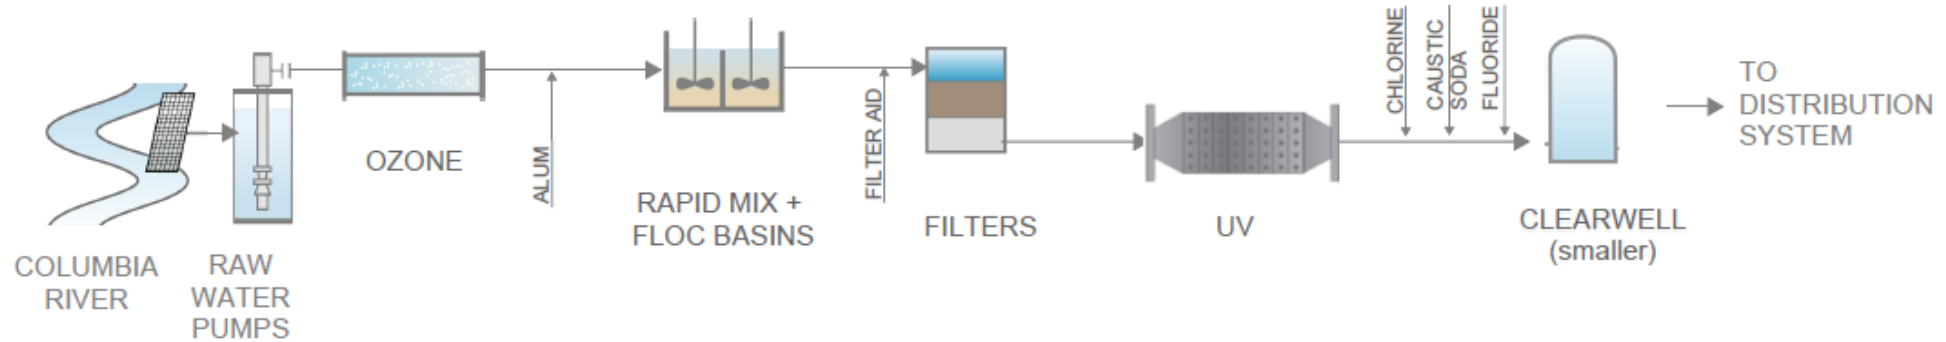 COLUMBIA
RIVER
RAW
WATER
PUMPS
OZONE
ALUM
RAPID MIX +
FLOC BASINS
FILTER AID
FILTERS
UV
CHLORINE
CAUSTIC
SODA
FLUORIDE
CLEARWELL
(smaller)
TO
DISTRIBUTION
SYSTEM